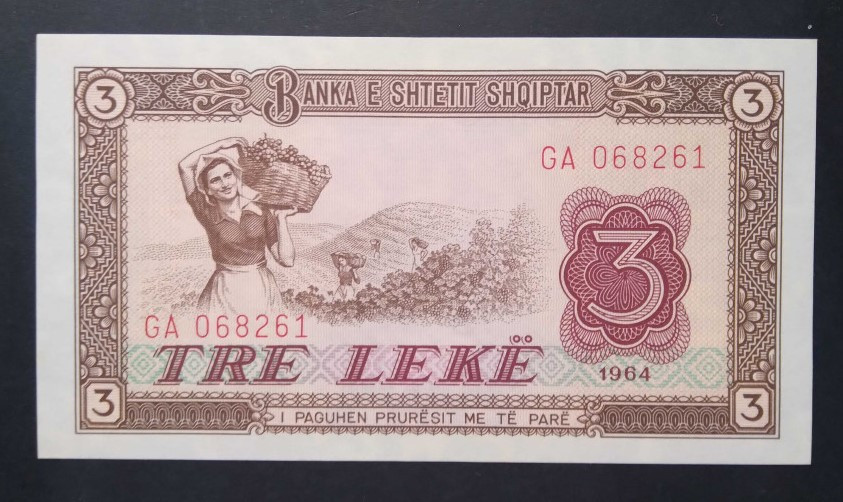 3 BANKA E SHTETIT SHQIPTAR 3
GA 068261
3
GA 068261
TRE LEKË
1964
3 I PAGUHEN PRURËSIT ME TË PARË 3